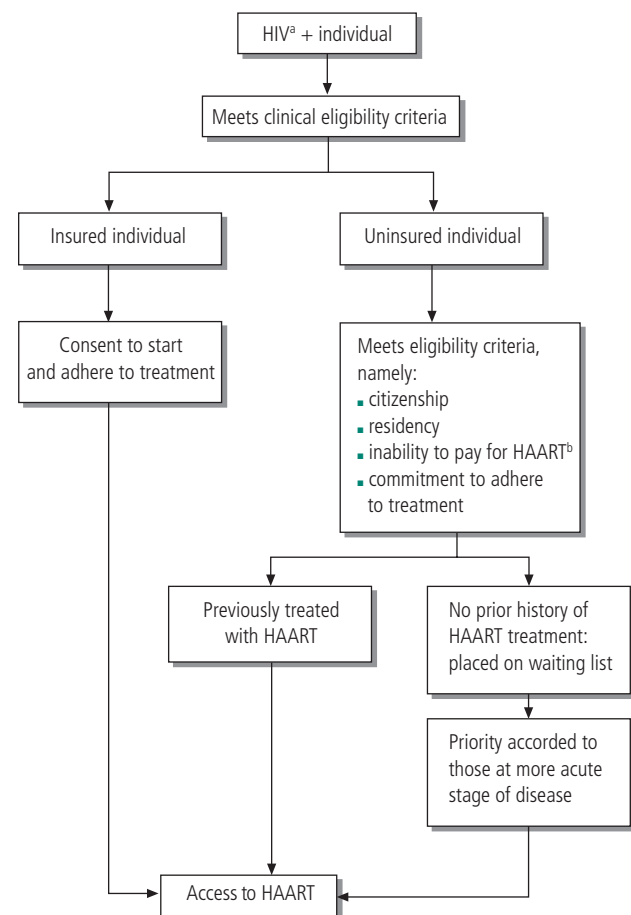 HIVᵃ + individual
Meets clinical eligibility criteria
Insured individual
Uninsured individual
Consent to start
and adhere to treatment
Meets eligibility criteria,
namely:
▪ citizenship
▪ residency
▪ inability to pay for HAARTᵇ
▪ commitment to adhere
to treatment
Previously treated
with HAART
No prior history of
HAART treatment:
placed on waiting list
Priority accorded to
those at more acute
stage of disease
Access to HAART